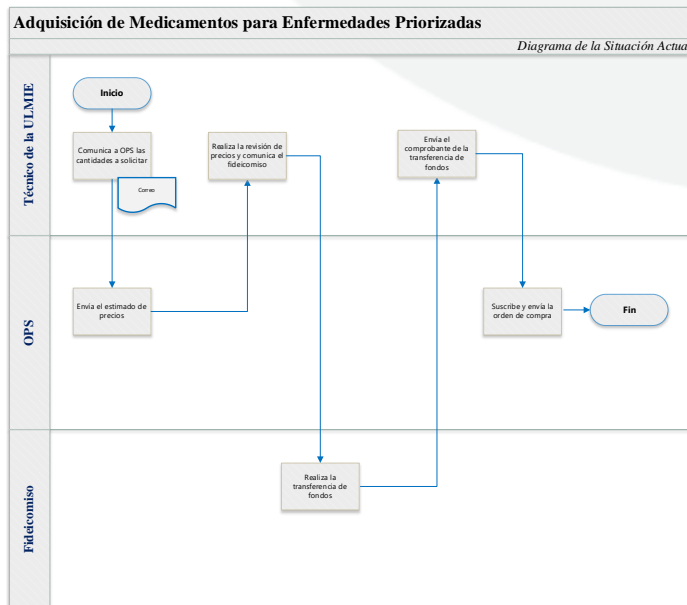 Adquisición de Medicamentos para Enfermedades Priorizadas
Diagrama de la Situación Actua
Técnico de la ULMIE
Inicio
Comunica a OPS las
cantidades a solicitar
Correo
Realiza la revisión de
precios y comunica el
fideicomiso
Envía el
comprobante de la
transferencia de
fondos
OPS
Envía el estimado de
precios
Suscribe y envía la
orden de compra
Fin
Fideicomiso
Realiza la
transferencia de
fondos